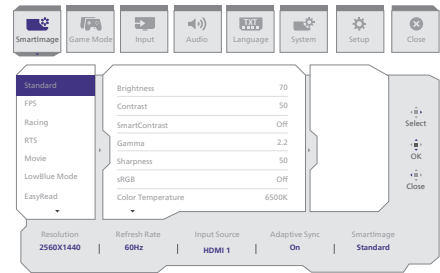 SmartImage
Game Mode
Input
Audio
TXT
Language
System
Setup
Close
Standard
FPS
Racing
RTS
Movie
LowBlue Mode
EasyRead
Brightness 70
Contrast 50
SmartContrast Off
Gamma 2.2
Sharpness 50
sRGB Off
Color Temperature 6500K
Select
OK
Close
Resolution
2560X1440
Refresh Rate
60Hz
Input Source
HDMI 1
Adaptive Sync
On
SmartImage
Standard